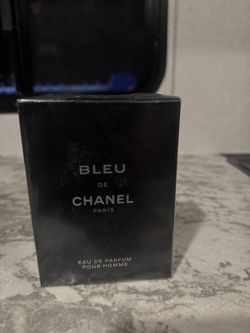 BLEU
DE
CHANEL
PARIS
EAU DE PARFUM
POUR HOMME